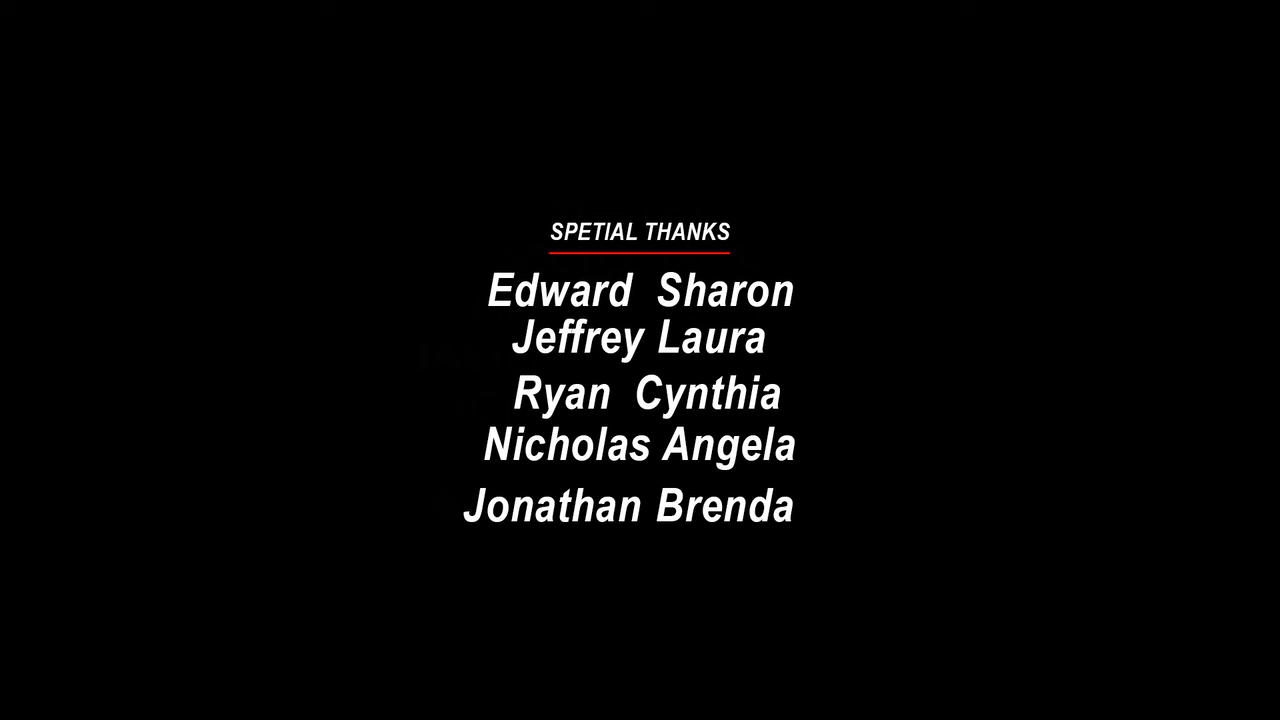 SPETIAL THANKS
Edward Sharon
Jeffrey Laura
Ryan Cynthia
Nicholas Angela
Jonathan Brenda